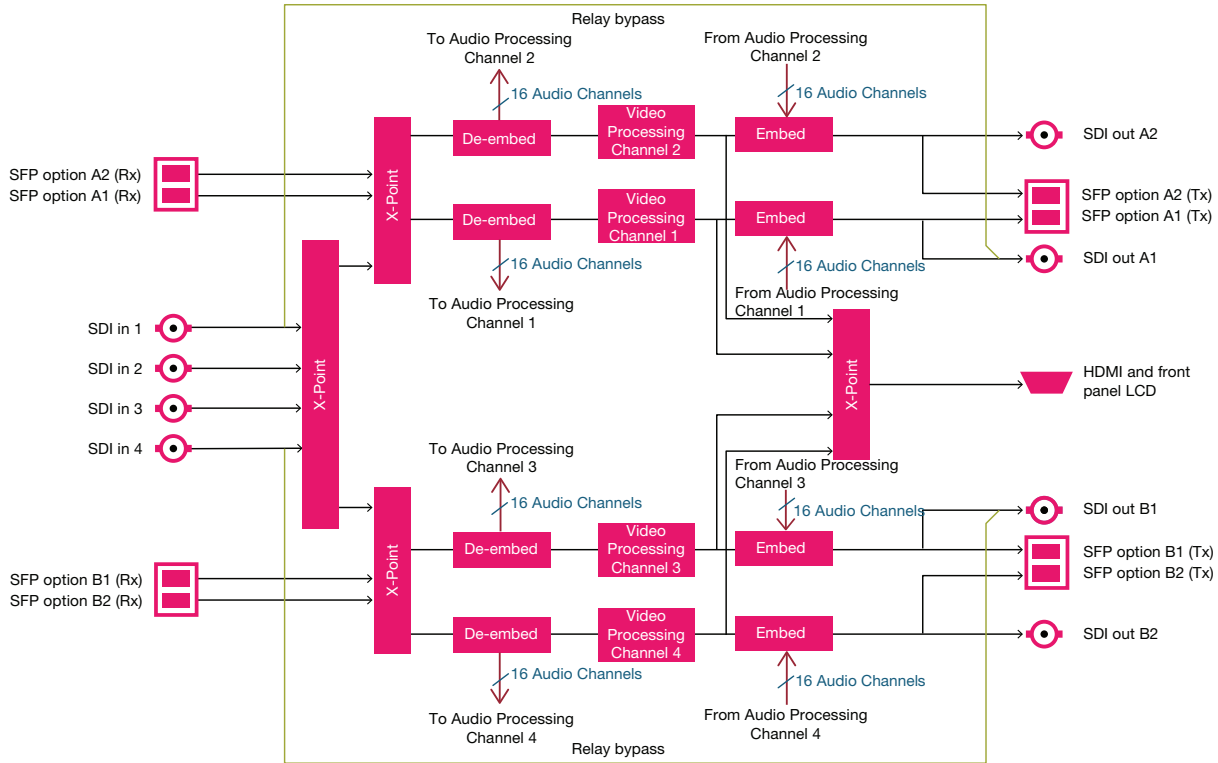 Relay bypass
To Audio Processing
Channel 2
From Audio Processing
Channel 2
16 Audio Channels
16 Audio Channels
X-Point
De-embed
Video
Processing
Channel 2
Embed
SDI out A2
SFP option A2 (Rx)
SFP option A1 (Rx)
SFP option A2 (Tx)
SFP option A1 (Tx)
De-embed
Video
Processing
Channel 1
Embed
16 Audio Channels
16 Audio Channels
SDI out A1
To Audio Processing
Channel 1
From Audio Processing
Channel 1
SDI in 1
SDI in 2
SDI in 3
SDI in 4
X-Point
X-Point
HDMI and front
panel LCD
To Audio Processing
Channel 3
From Audio Processing
Channel 3
16 Audio Channels
16 Audio Channels
SDI out B1
X-Point
De-embed
Video
Processing
Channel 3
Embed
SFP option B1 (Tx)
SFP option B2 (Tx)
SFP option B1 (Rx)
SFP option B2 (Rx)
De-embed
Video
Processing
Channel 4
Embed
SDI out B2
16 Audio Channels
16 Audio Channels
To Audio Processing
Channel 4
From Audio Processing
Channel 4
Relay bypass